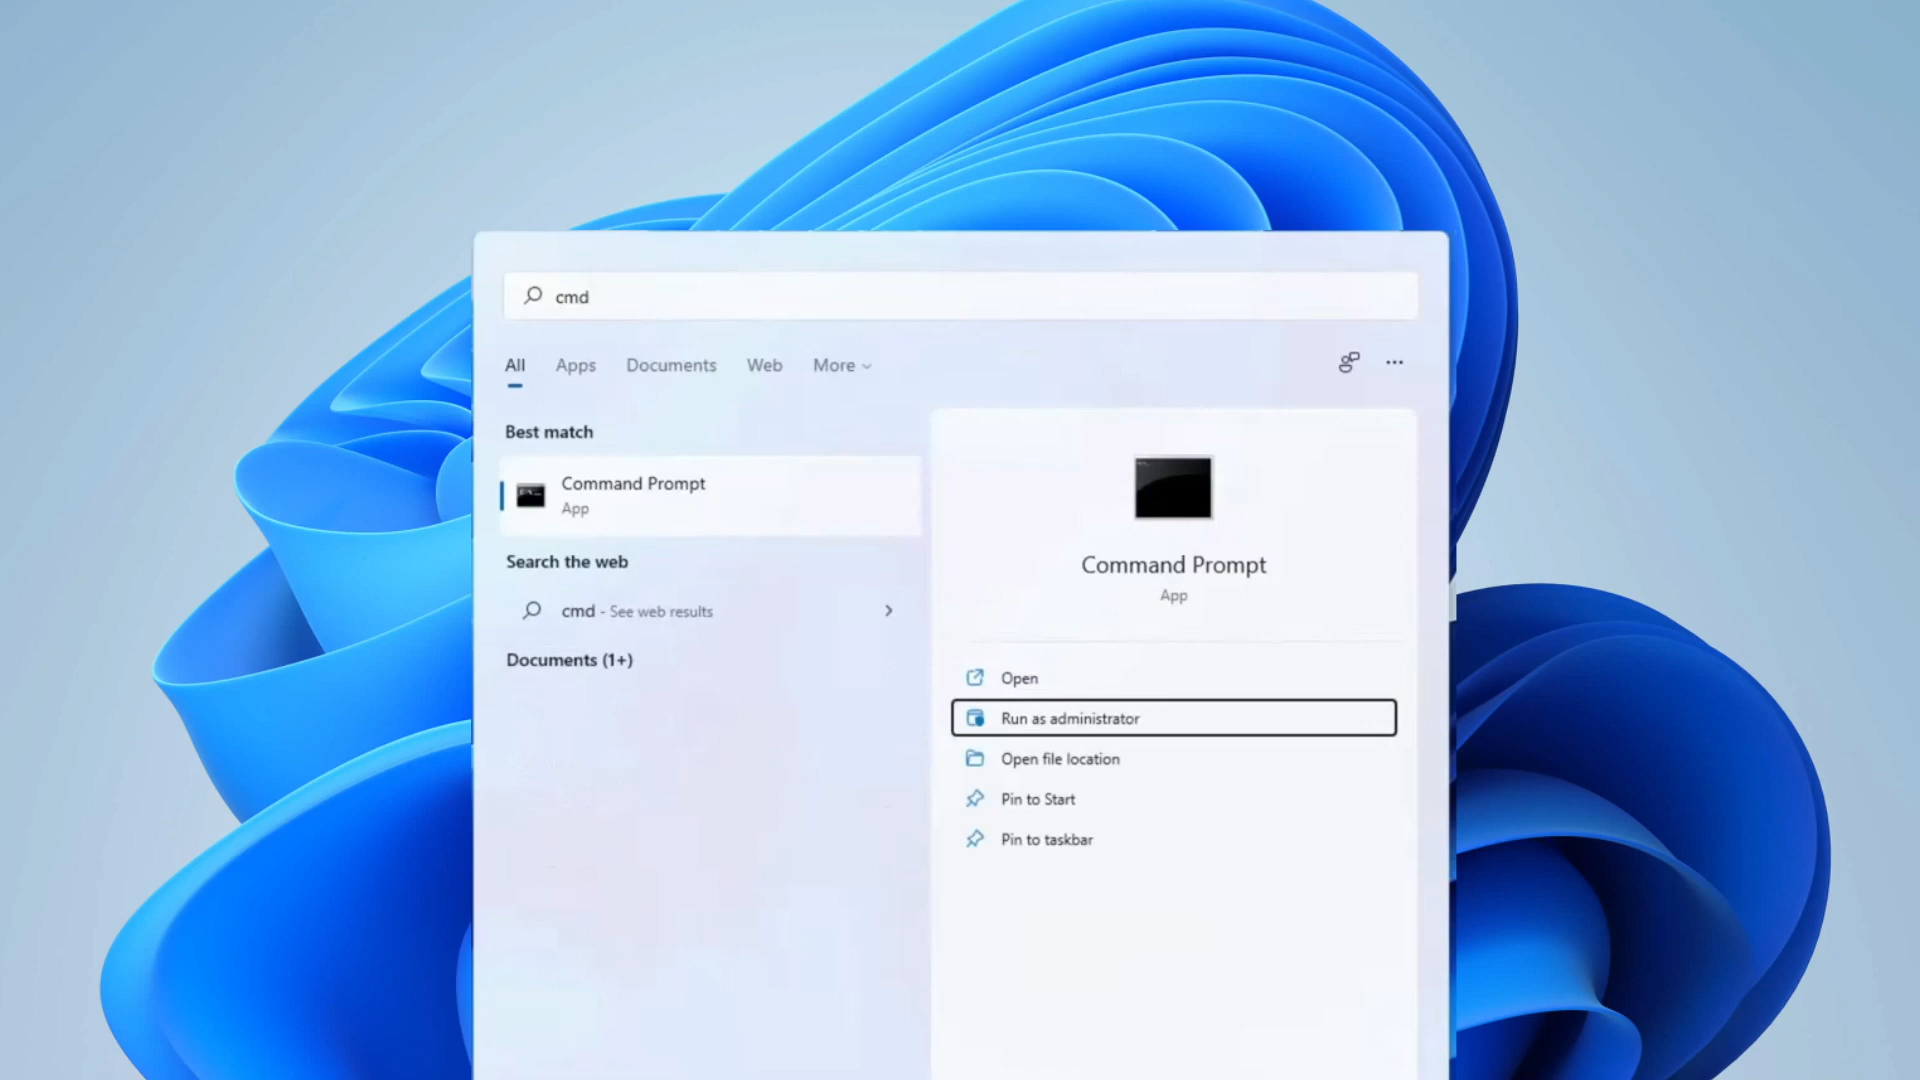 cmd
All Apps Documents Web More
Best match
Command Prompt
App
Search the web
cmd - See web results
Documents (1+)
Command Prompt
App
Open
Run as administrator
Open file location
Pin to Start
Pin to taskbar